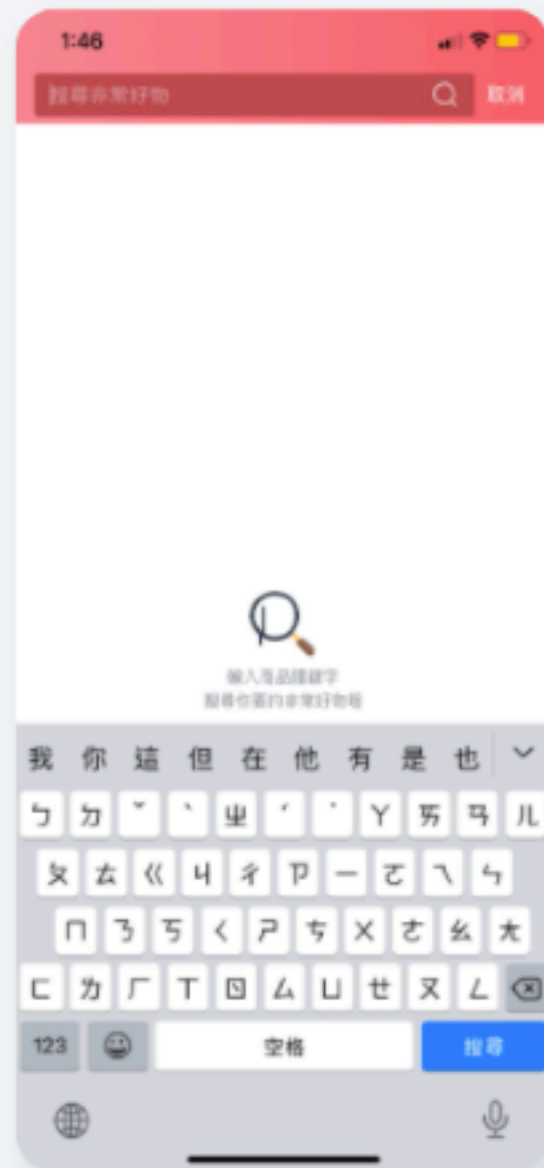 1:46
搜尋非常好物 取消
輸入商品關鍵字
搜尋你要的非常好物喔
我 你 這 但 在 他 有 是 也
ㄅ ㄉ ˇ ˋ ㄓ ˊ ˙ ㄚ ㄞ ㄢ ㄦ
ㄆ ㄊ ㄍ ㄐ ㄔ ㄗ ㄧ ㄛ ㄟ ㄣ
ㄇ ㄋ ㄎ ㄑ ㄕ ㄘ ㄨ ㄜ ㄠ ㄤ
ㄈ ㄌ ㄏ ㄒ ㄖ ㄙ ㄩ ㄝ ㄡ ㄥ
123 空格 搜尋